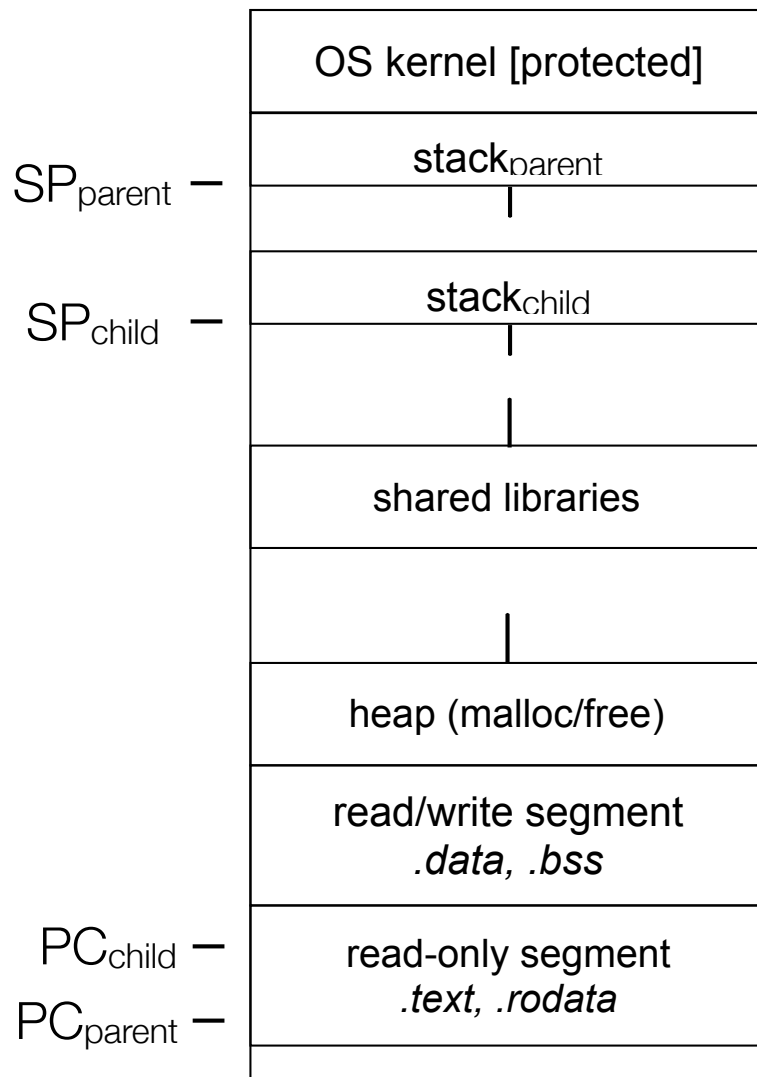 OS kernel [protected]
stackparent
SPparent
stackchild
SPchild
shared libraries
heap (malloc/free)
read/write segment
.data, .bss
PCchild
read-only segment
.text, .rodata
PCparent